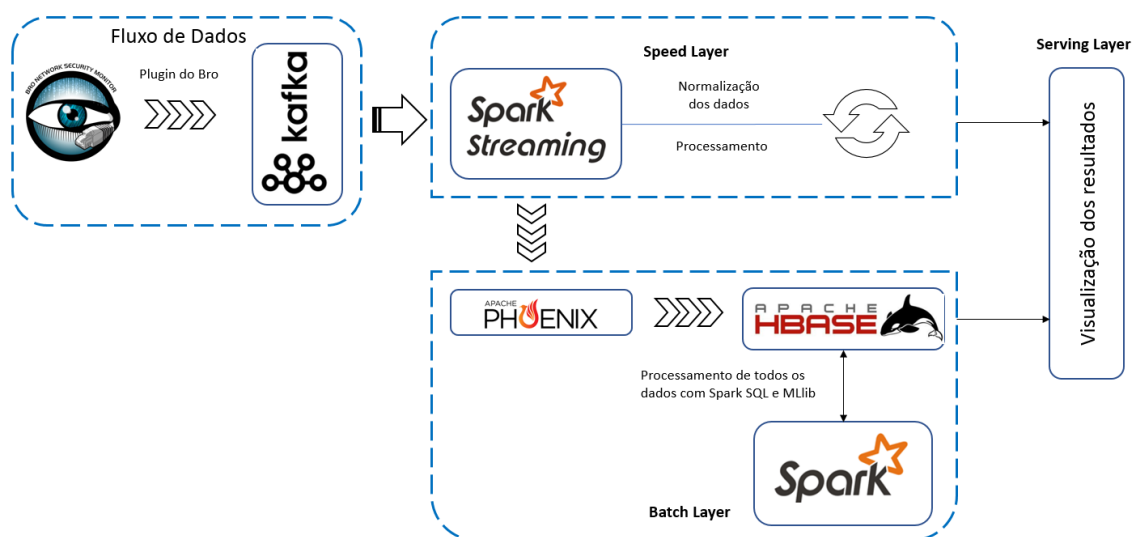 Fluxo de Dados
BRO NETWORK SECURITY MONITOR
Plugin do Bro
kafka
Speed Layer
Spark
Streaming
Normalização
dos dados
Processamento
Serving Layer
Visualização dos resultados
APACHE
PHOENIX
APACHE
HBASE
Processamento de todos os
dados com Spark SQL e MLlib
Spark
Batch Layer